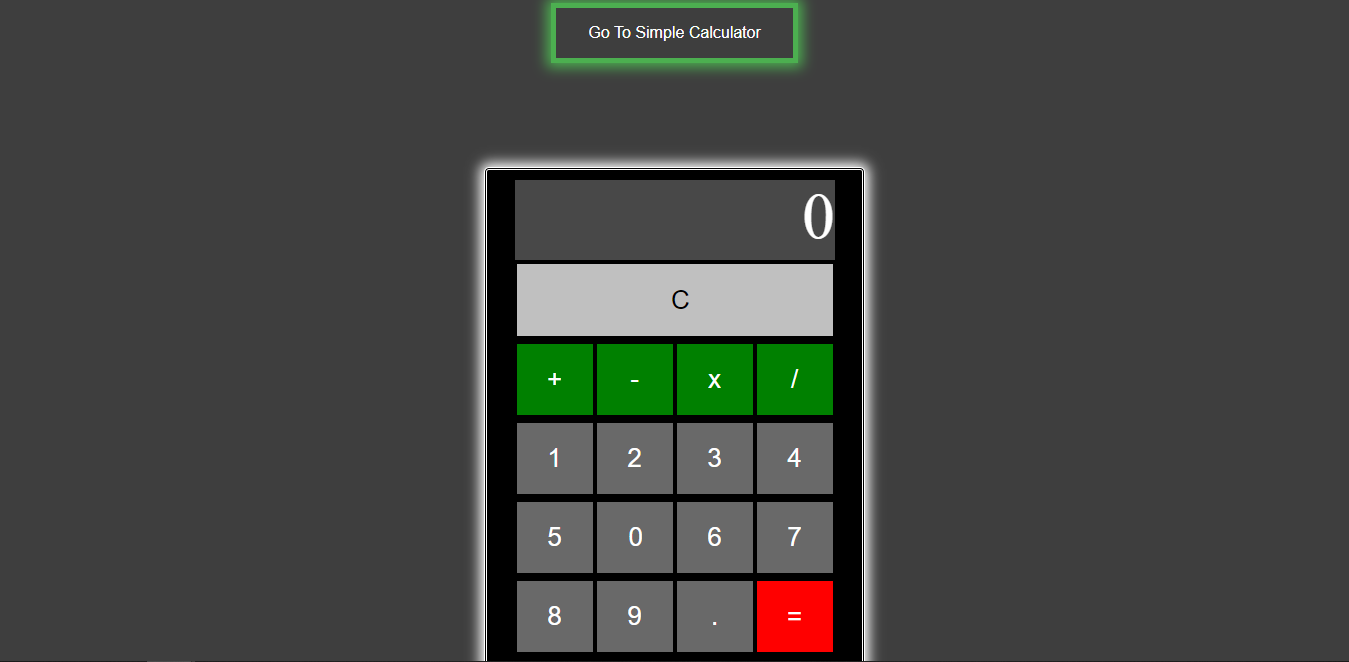 Go To Simple Calculator
0
C
+ - x /
1 2 3 4
5 0 6 7
8 9 . =